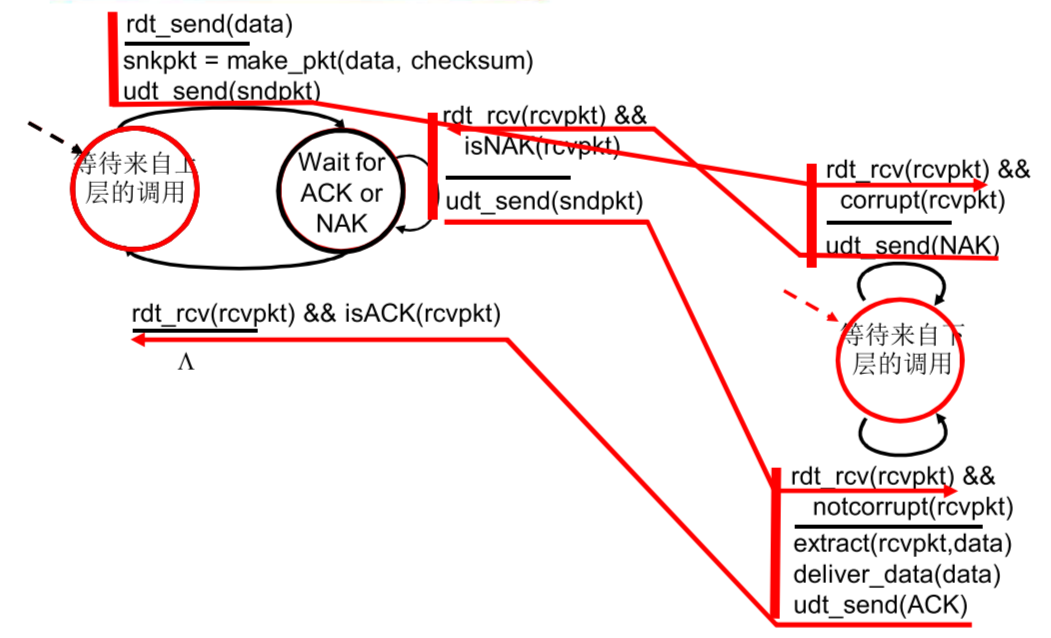 rdt_send(data)
snkpkt = make_pkt(data, checksum)
udt_send(sndpkt)
rdt_rcv(rcvpkt) &&
isNAK(rcvpkt)
udt_send(sndpkt)
等待来自上
层的调用
Wait for
ACK or
NAK
rdt_rcv(rcvpkt) && isACK(rcvpkt)
Λ
rdt_rcv(rcvpkt) &&
corrupt(rcvpkt)
udt_send(NAK)
等待来自下
层的调用
rdt_rcv(rcvpkt) &&
notcorrupt(rcvpkt)
extract(rcvpkt,data)
deliver_data(data)
udt_send(ACK)